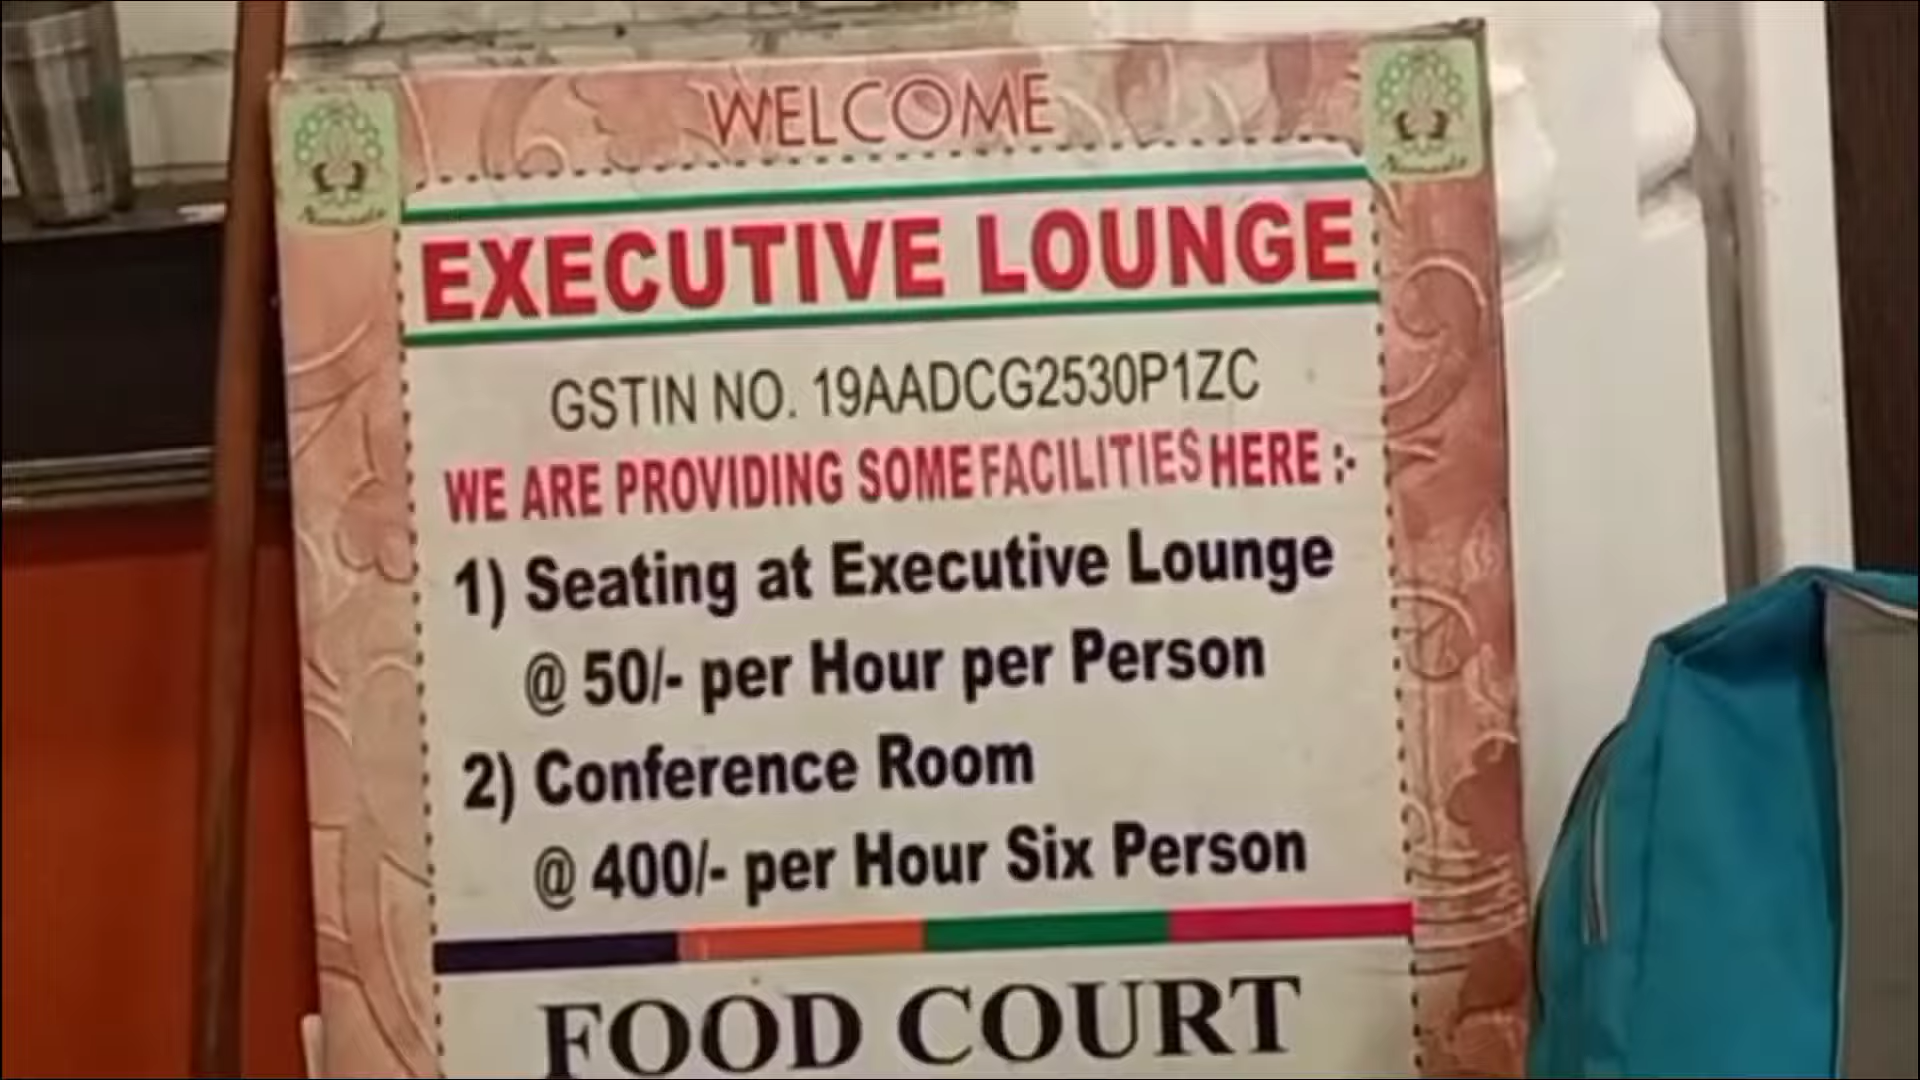 WELCOME
EXECUTIVE LOUNGE
GSTIN NO. 19AADCG2530P1ZC
WE ARE PROVIDING SOME FACILITIES HERE :-
1) Seating at Executive Lounge
@ 50/- per Hour per Person
2) Conference Room
@ 400/- per Hour Six Person
FOOD COURT